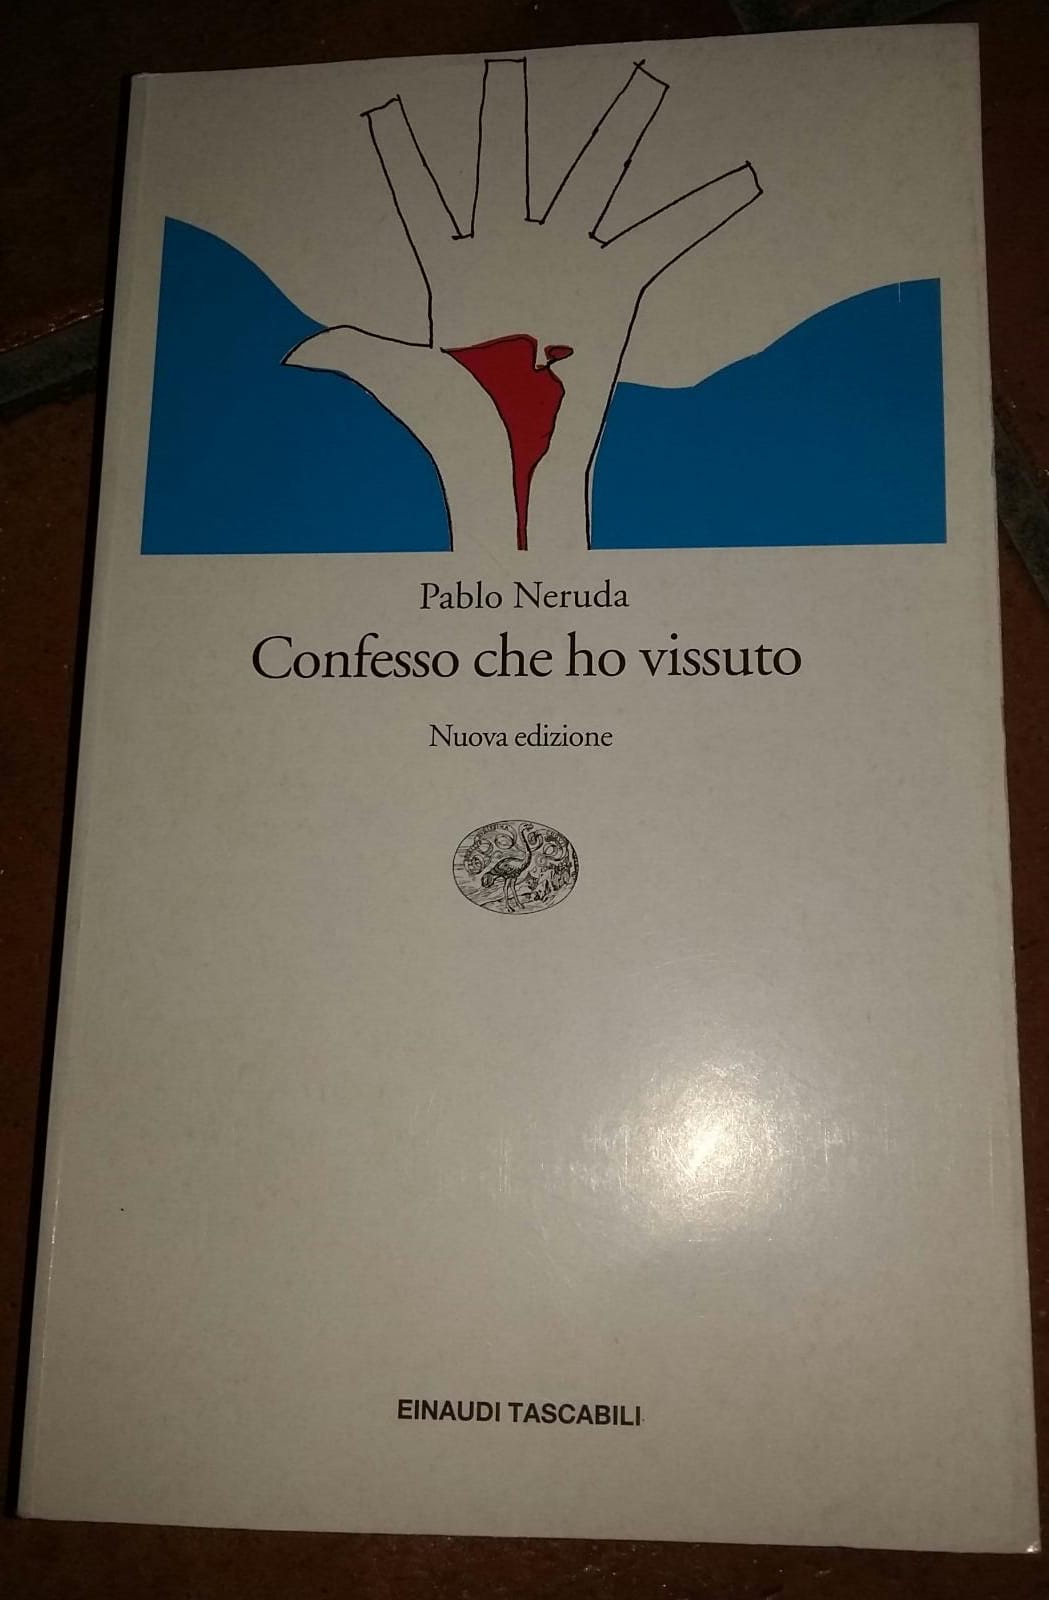 Pablo Neruda
Confesso che ho vissuto
Nuova edizione
EINAUDI TASCABILI